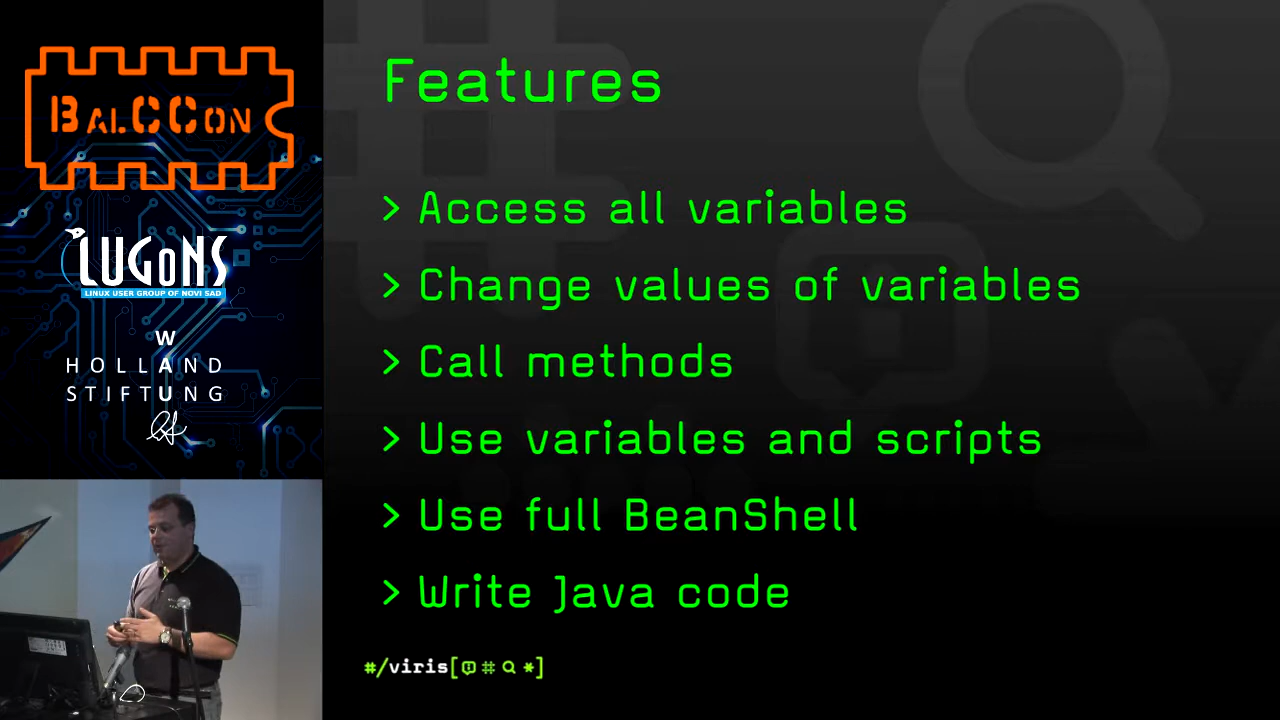 BALCCON
LUGoNS
LINUX USER GROUP OF NOVI SAD
W
HOLLAND
STIFTUNG
Features
> Access all variables
> Change values of variables
> Call methods
> Use variables and scripts
> Use full BeanShell
> Write Java code
#/viris[# *]